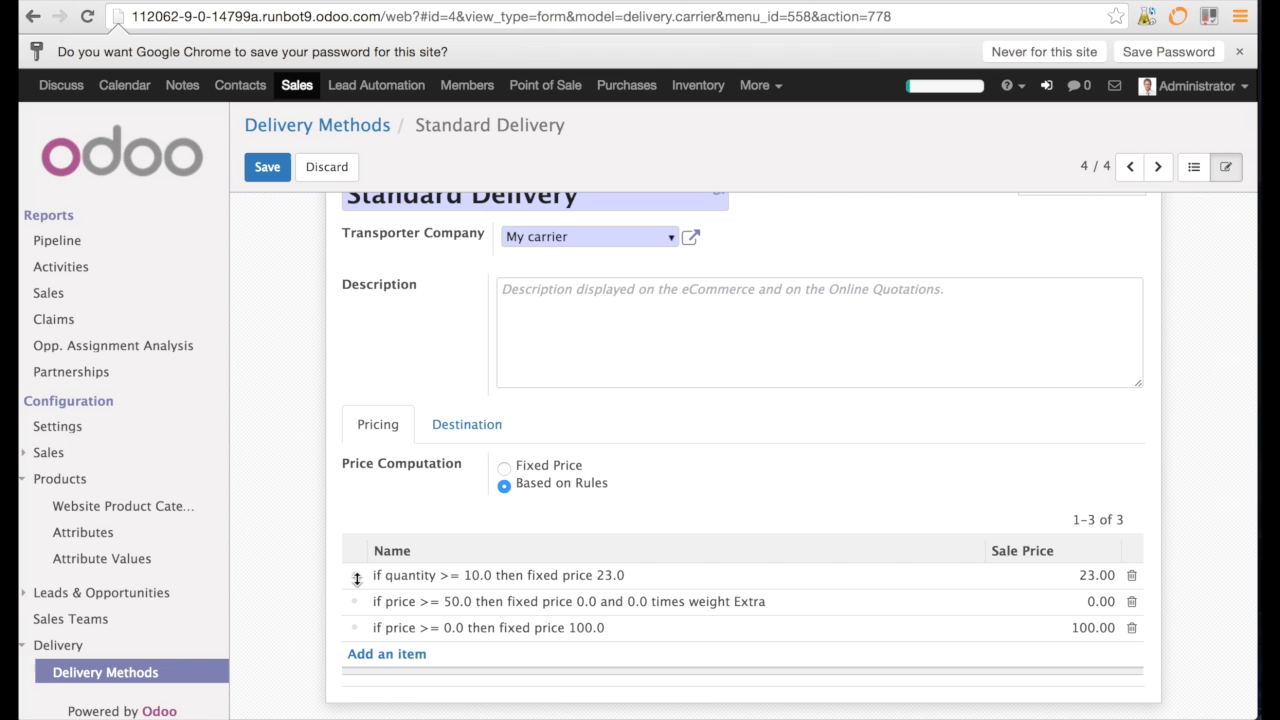 112062-9-0-14799a.runbot9.odoo.com/web?#id=4&view_type=form&model=delivery.carrier&menu_id=558&action=778
Do you want Google Chrome to save your password for this site?
Never for this site
Save Password
Discuss Calendar Notes Contacts Sales Lead Automation Members Point of Sale Purchases Inventory More
0
Administrator
odoo
Delivery Methods / Standard Delivery
Save
Discard
4 / 4
Reports
Pipeline
Activities
Sales
Claims
Opp. Assignment Analysis
Partnerships
Configuration
Settings
Sales
Products
Website Product Cate...
Attributes
Attribute Values
Leads & Opportunities
Sales Teams
Delivery
Delivery Methods
Powered by Odoo
Standard Delivery
Transporter Company
My carrier
Description
Description displayed on the eCommerce and on the Online Quotations.
Pricing
Destination
Price Computation
Fixed Price
Based on Rules
1-3 of 3
Name Sale Price
if quantity >= 10.0 then fixed price 23.0 23.00
if price >= 50.0 then fixed price 0.0 and 0.0 times weight Extra 0.00
if price >= 0.0 then fixed price 100.0 100.00
Add an item